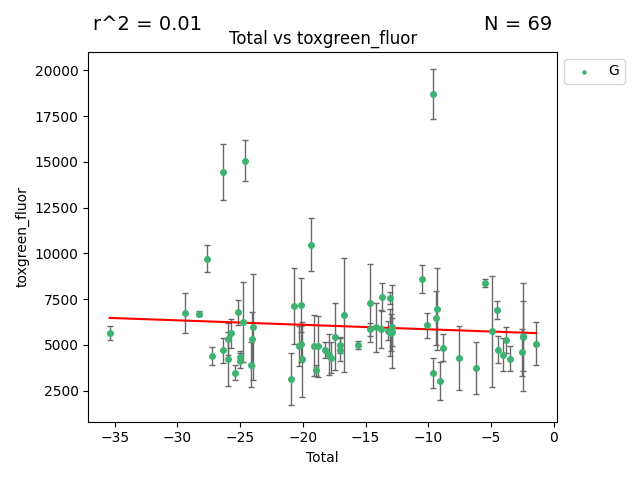 r^2 = 0.01 N = 69
Total vs toxgreen_fluor
G
20000
17500
15000
12500
10000
7500
5000
2500
toxgreen_fluor
−35 −30 −25 −20 −15 −10 −5 0
Total